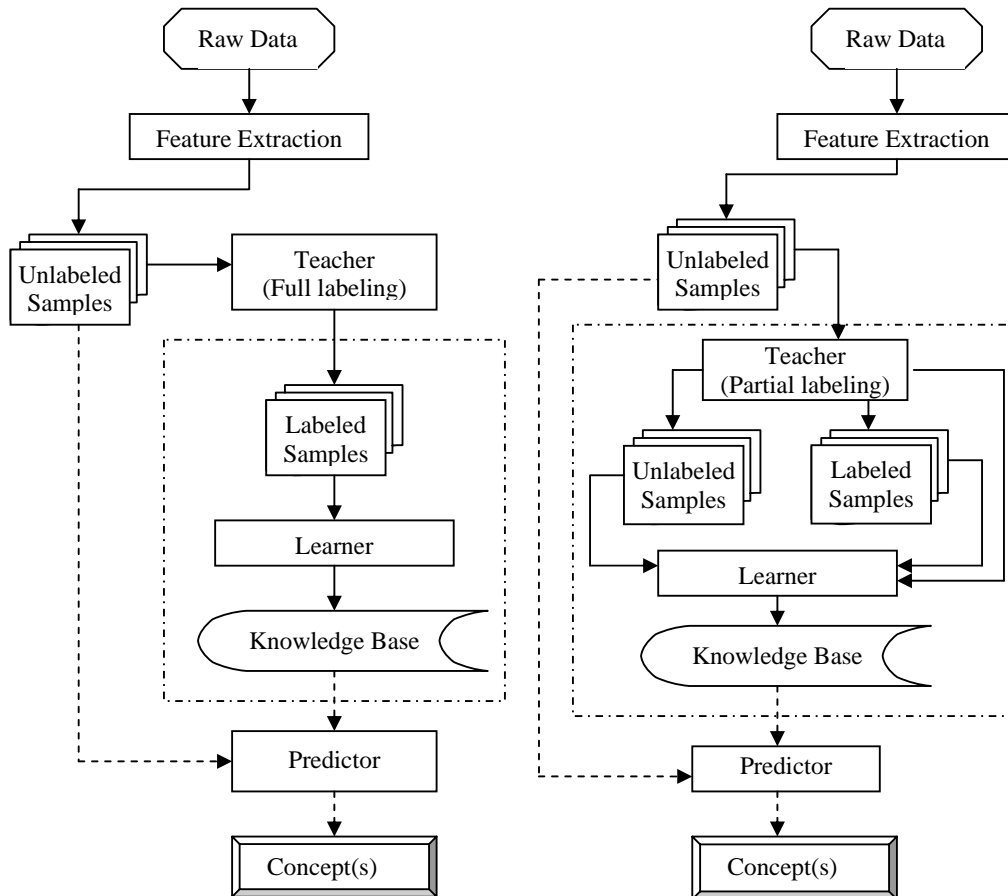 Raw Data
Feature Extraction
Unlabeled
Samples
Teacher
(Full labeling)
Labeled
Samples
Learner
Knowledge Base
Predictor
Concept(s)
Raw Data
Feature Extraction
Unlabeled
Samples
Teacher
(Partial labeling)
Unlabeled
Samples
Labeled
Samples
Learner
Knowledge Base
Predictor
Concept(s)